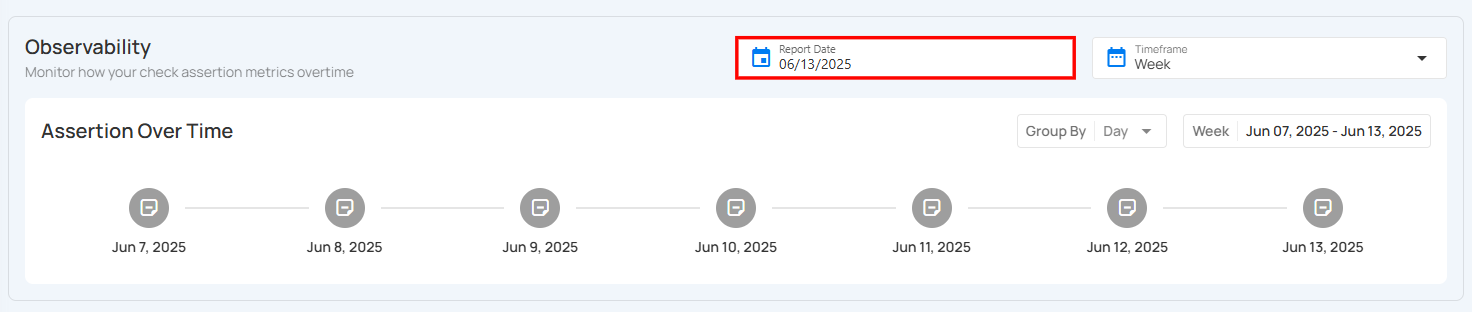 Observability
Monitor how your check assertion metrics overtime
Report Date
06/13/2025
Timeframe
Week
Assertion Over Time
Group By Day
Week Jun 07, 2025 - Jun 13, 2025
Jun 7, 2025 Jun 8, 2025 Jun 9, 2025 Jun 10, 2025 Jun 11, 2025 Jun 12, 2025 Jun 13, 2025